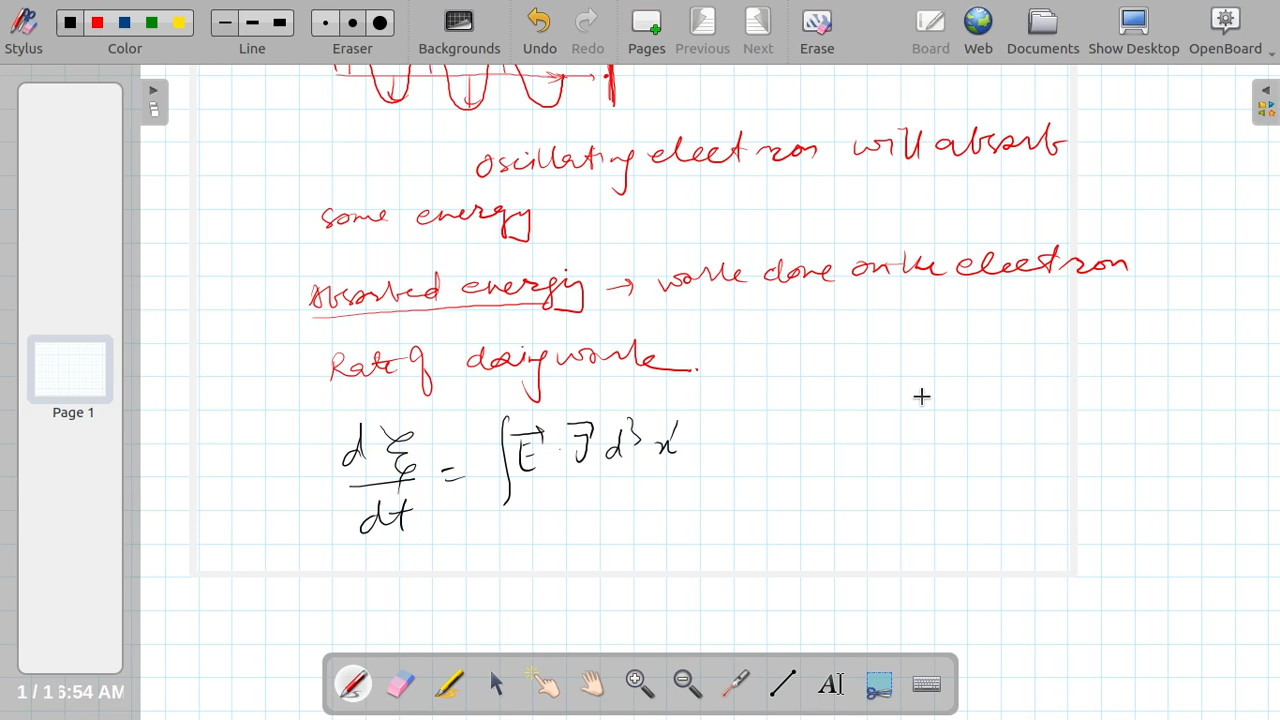 Stylus Color Line Eraser Backgrounds Undo Redo Pages Previous Next Erase Board Web Documents Show Desktop OpenBoard
oscillating electron will absorb
some energy
Absorbed energy → work done on the electron
Rate of doing work.
dξ/dt = ∫ E⃗ · J⃗ d³x'
Page 1
1 / 1 6:54 AM